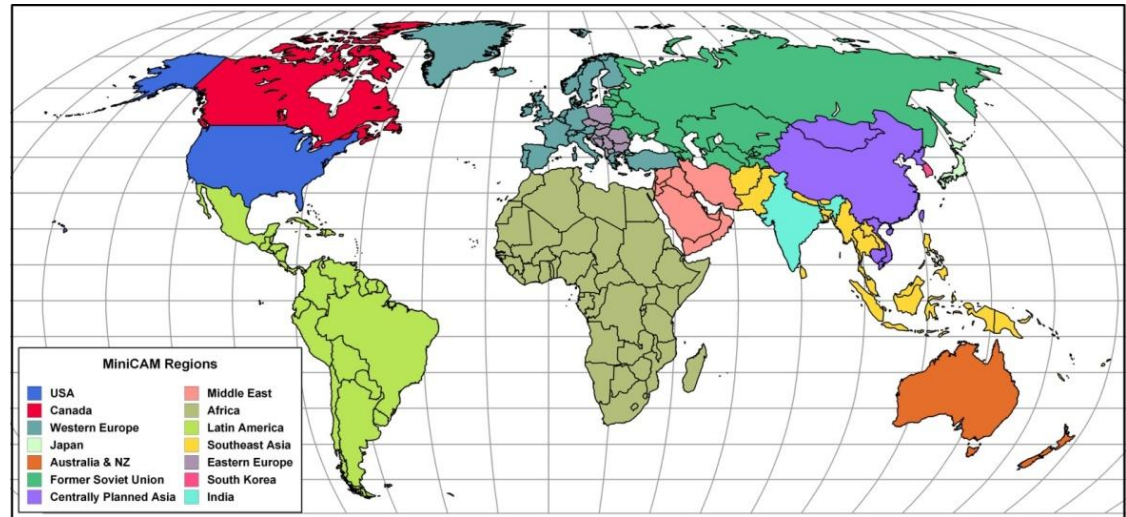 MiniCAM Regions
USA
Canada
Western Europe
Japan
Australia & NZ
Former Soviet Union
Centrally Planned Asia
Middle East
Africa
Latin America
Southeast Asia
Eastern Europe
South Korea
India